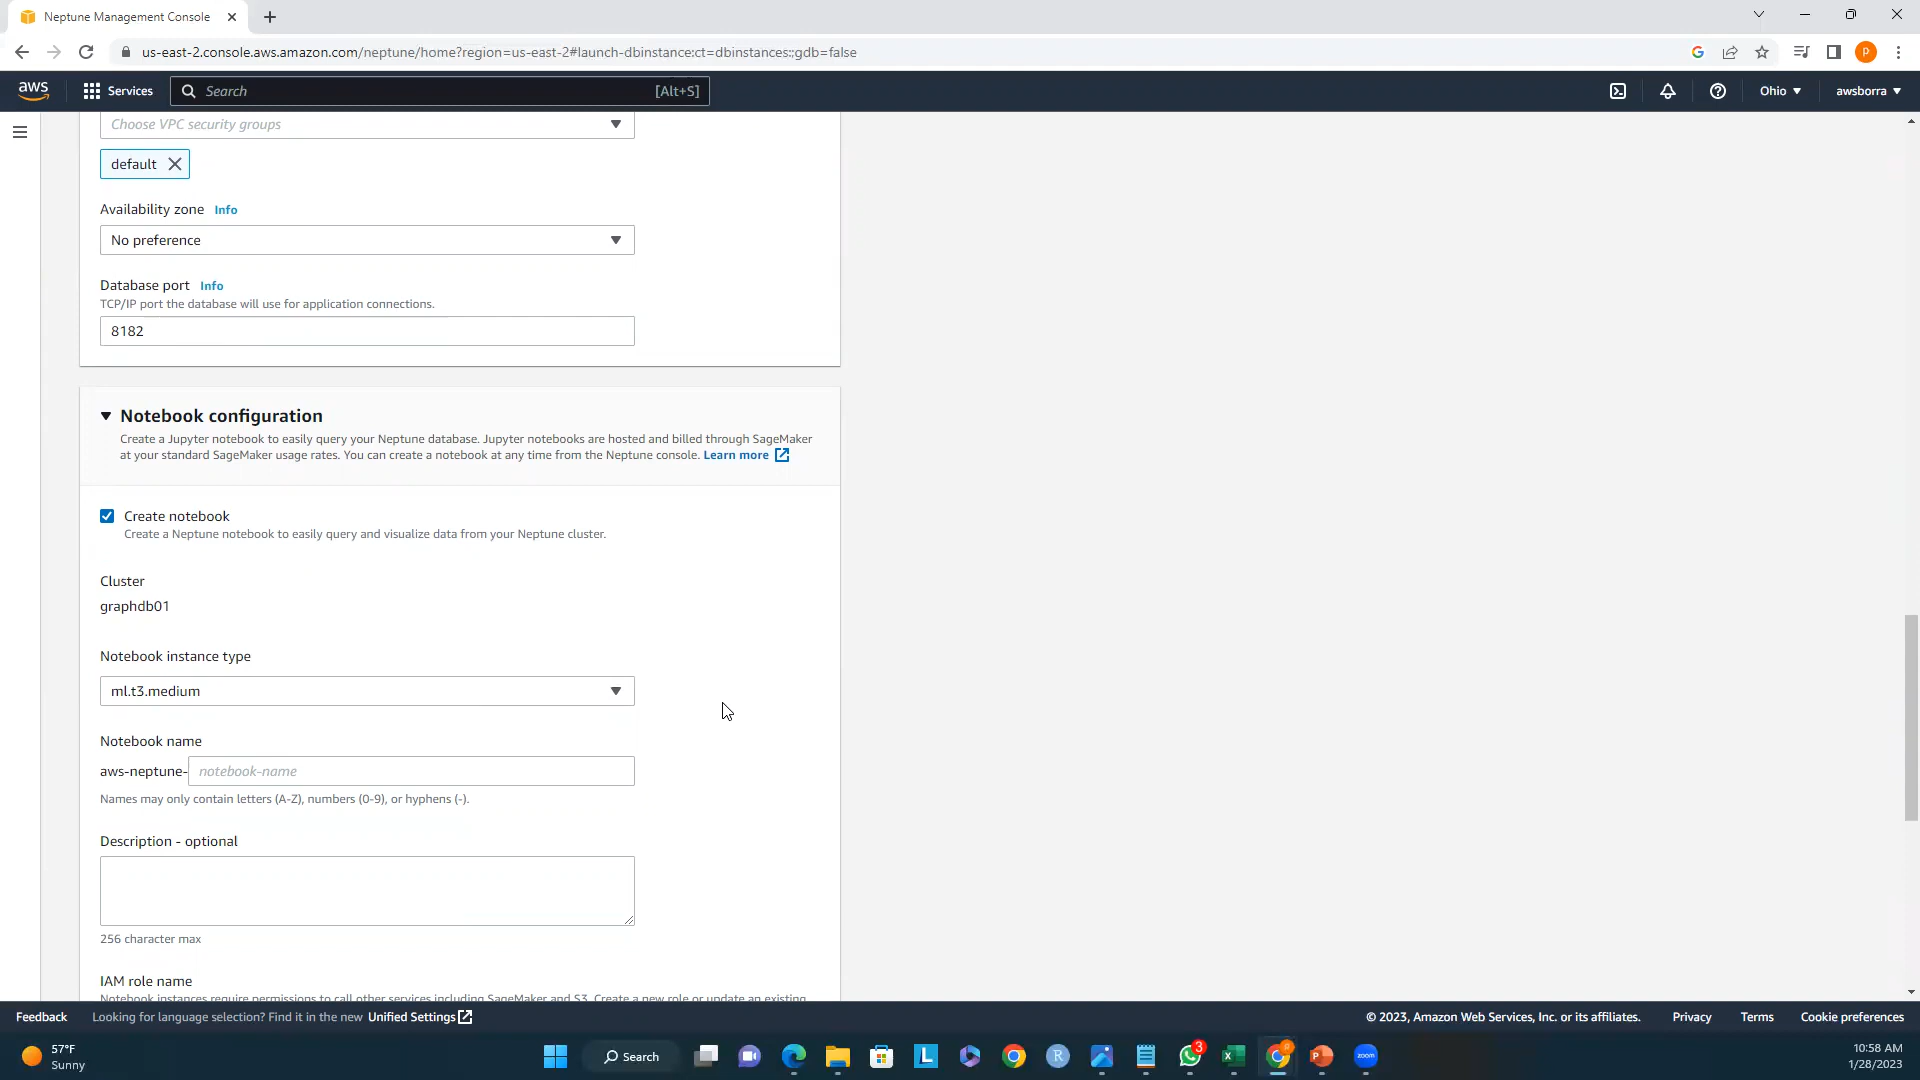 Neptune Management Console
us-east-2.console.aws.amazon.com/neptune/home?region=us-east-2#launch-dbinstance:ct=dbinstances:;gdb=false
P
aws
Services
Search
[Alt+S]
Ohio
awsborra
Choose VPC security groups
default
Availability zone Info
No preference
Database port Info
TCP/IP port the database will use for application connections.
8182
Notebook configuration
Create a Jupyter notebook to easily query your Neptune database. Jupyter notebooks are hosted and billed through SageMaker
at your standard SageMaker usage rates. You can create a notebook at any time from the Neptune console. Learn more
Create notebook
Create a Neptune notebook to easily query and visualize data from your Neptune cluster.
Cluster
graphdb01
Notebook instance type
ml.t3.medium
Notebook name
aws-neptune- notebook-name
Names may only contain letters (A-Z), numbers (0-9), or hyphens (-).
Description - optional
256 character max
IAM role name
Notebook instances require permissions to call other services including SageMaker and S3. Create a new role or update an existing
Feedback
Looking for language selection? Find it in the new Unified Settings
© 2023, Amazon Web Services, Inc. or its affiliates.
Privacy
Terms
Cookie preferences
57°F
Sunny
Search
L
R
3
X
P
zoom
10:58 AM
1/28/2023